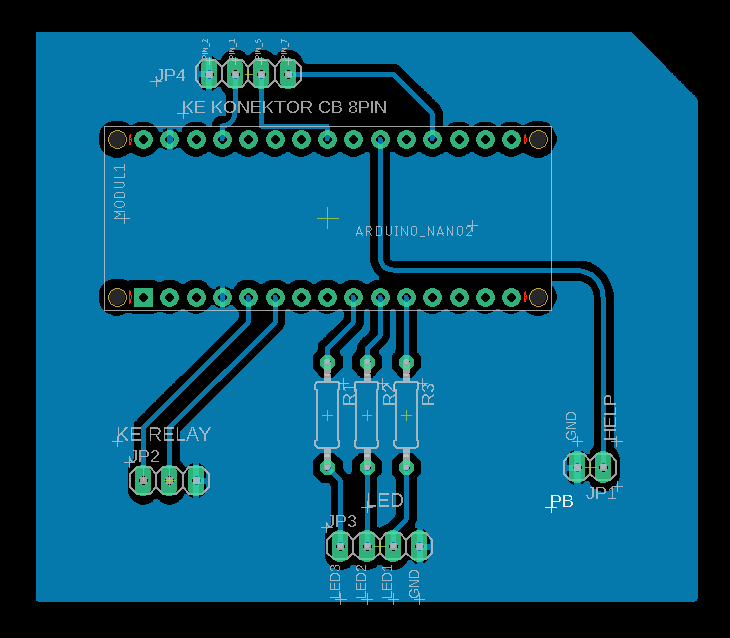 PIN_2
PIN_1
PIN_5
PIN_7
JP4
KE KONEKTOR CB 8PIN
MODUL1
ARDUINO_NANO2
R1
R2
R3
KE RELAY
JP2
GND
HELP
JP1
PB
LED
JP3
LED3
LED2
LED1
GND